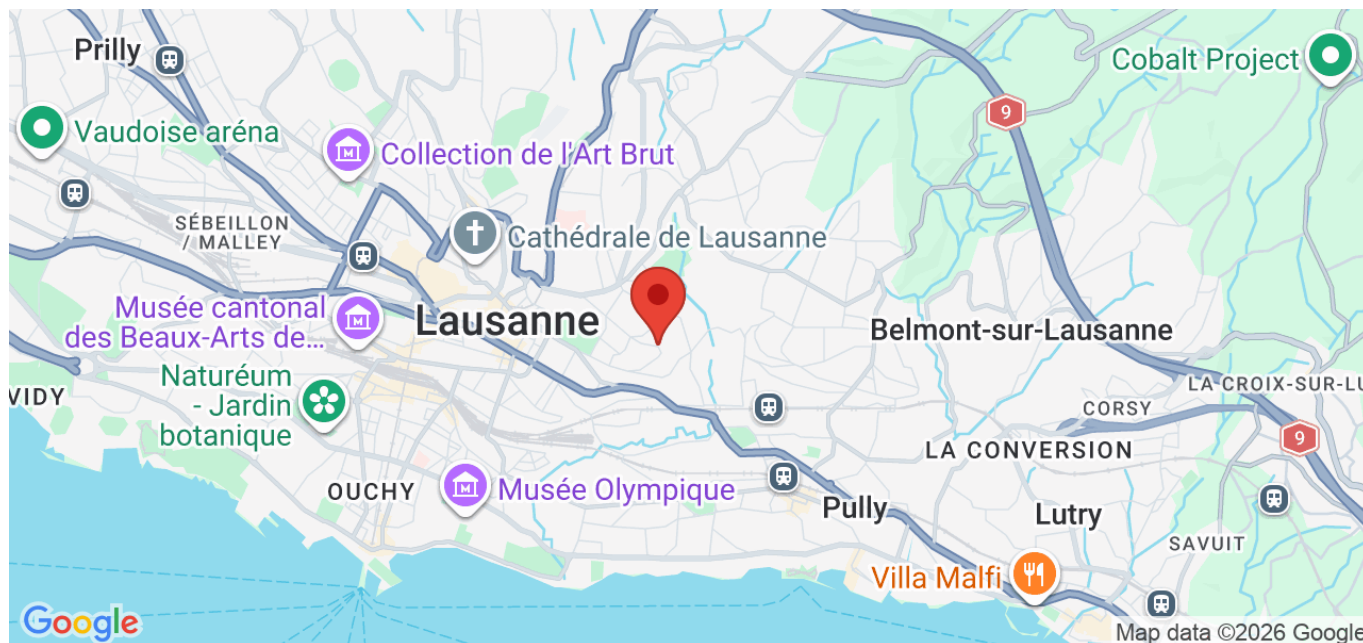 Prilly
Cobalt Project
9
Vaudoise aréna
Collection de l'Art Brut
SÉBEILLON
/ MALLEY
Cathédrale de Lausanne
Musée cantonal
des Beaux-Arts de...
Lausanne
Belmont-sur-Lausanne
Naturéum
- Jardin
botanique
VIDY
LA CROIX-SUR-LU
CORSY
9
LA CONVERSION
OUCHY
Musée Olympique
Pully
Lutry
SAVUIT
Villa Malfi
Google
Map data ©2026 Google